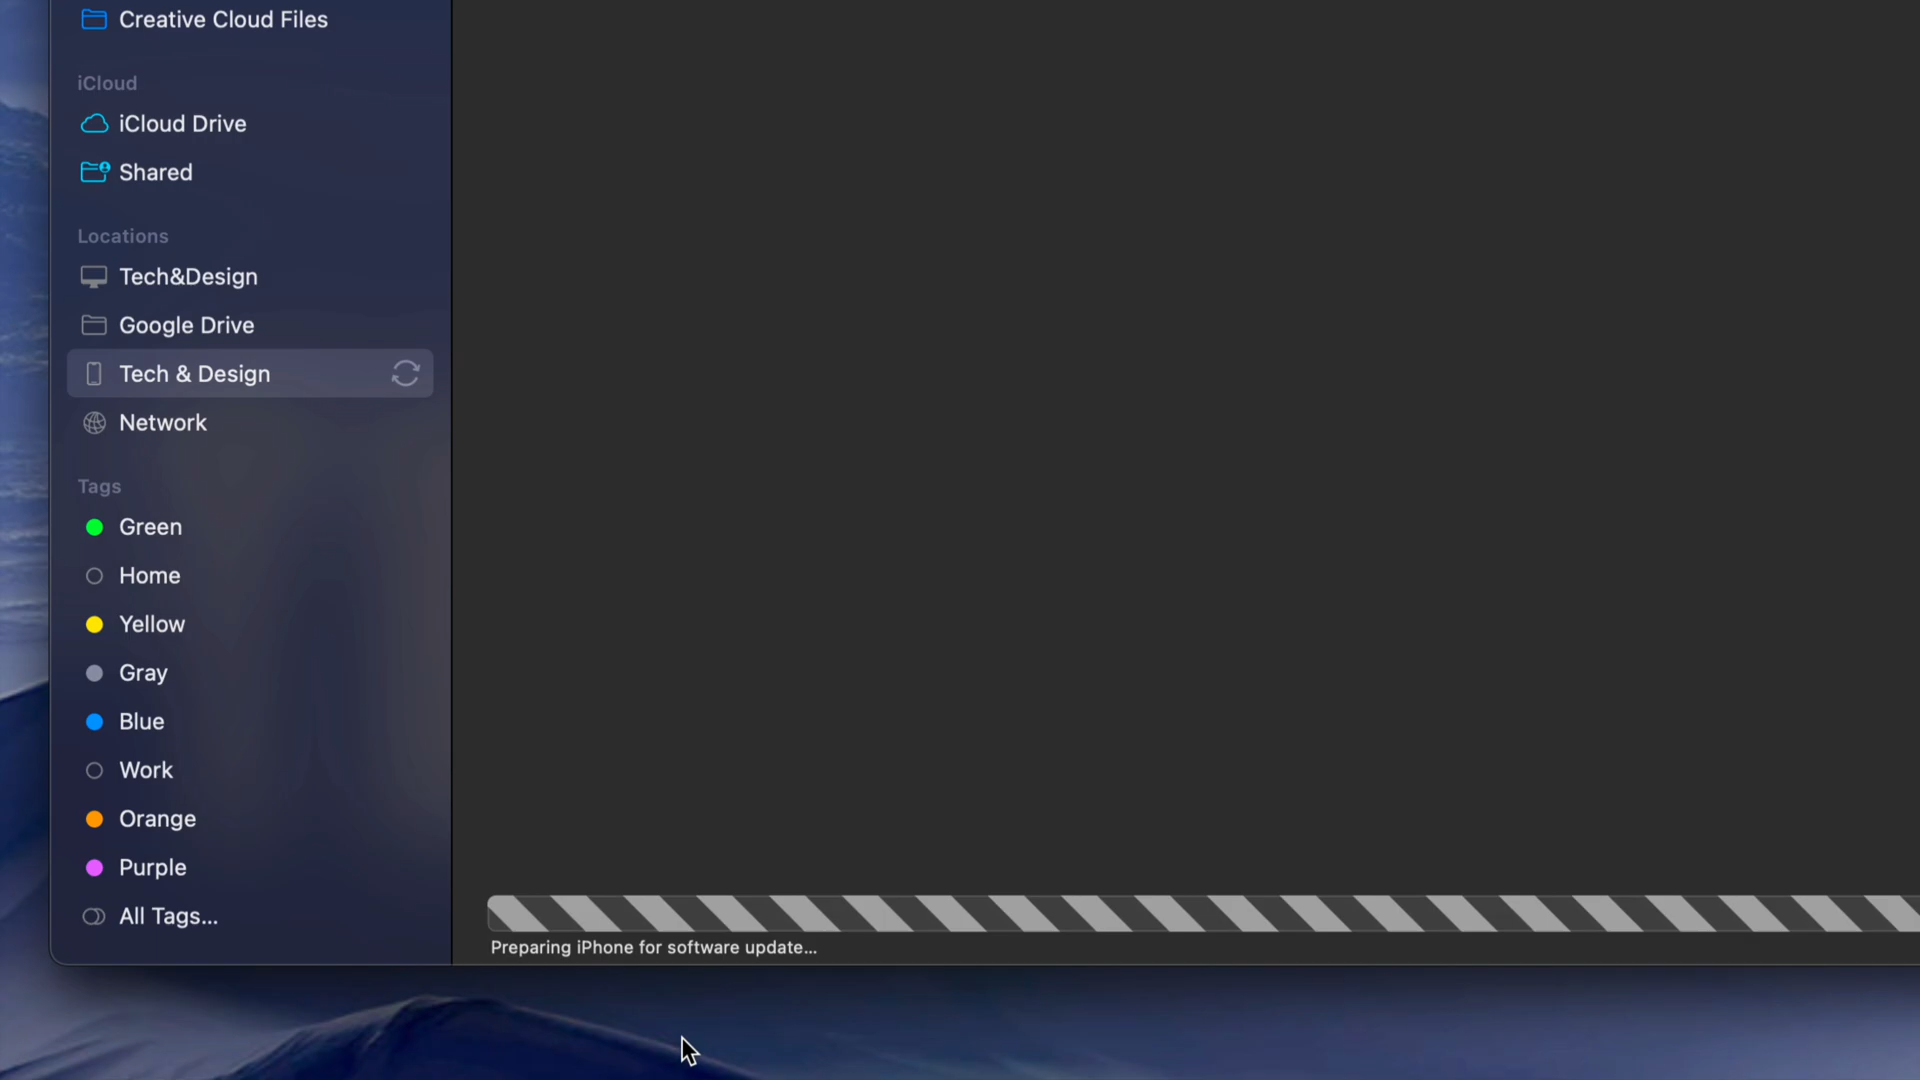 Creative Cloud Files
iCloud
iCloud Drive
Shared
Locations
Tech&Design
Google Drive
Tech & Design
Network
Tags
Green
Home
Yellow
Gray
Blue
Work
Orange
Purple
All Tags...
Preparing iPhone for software update...